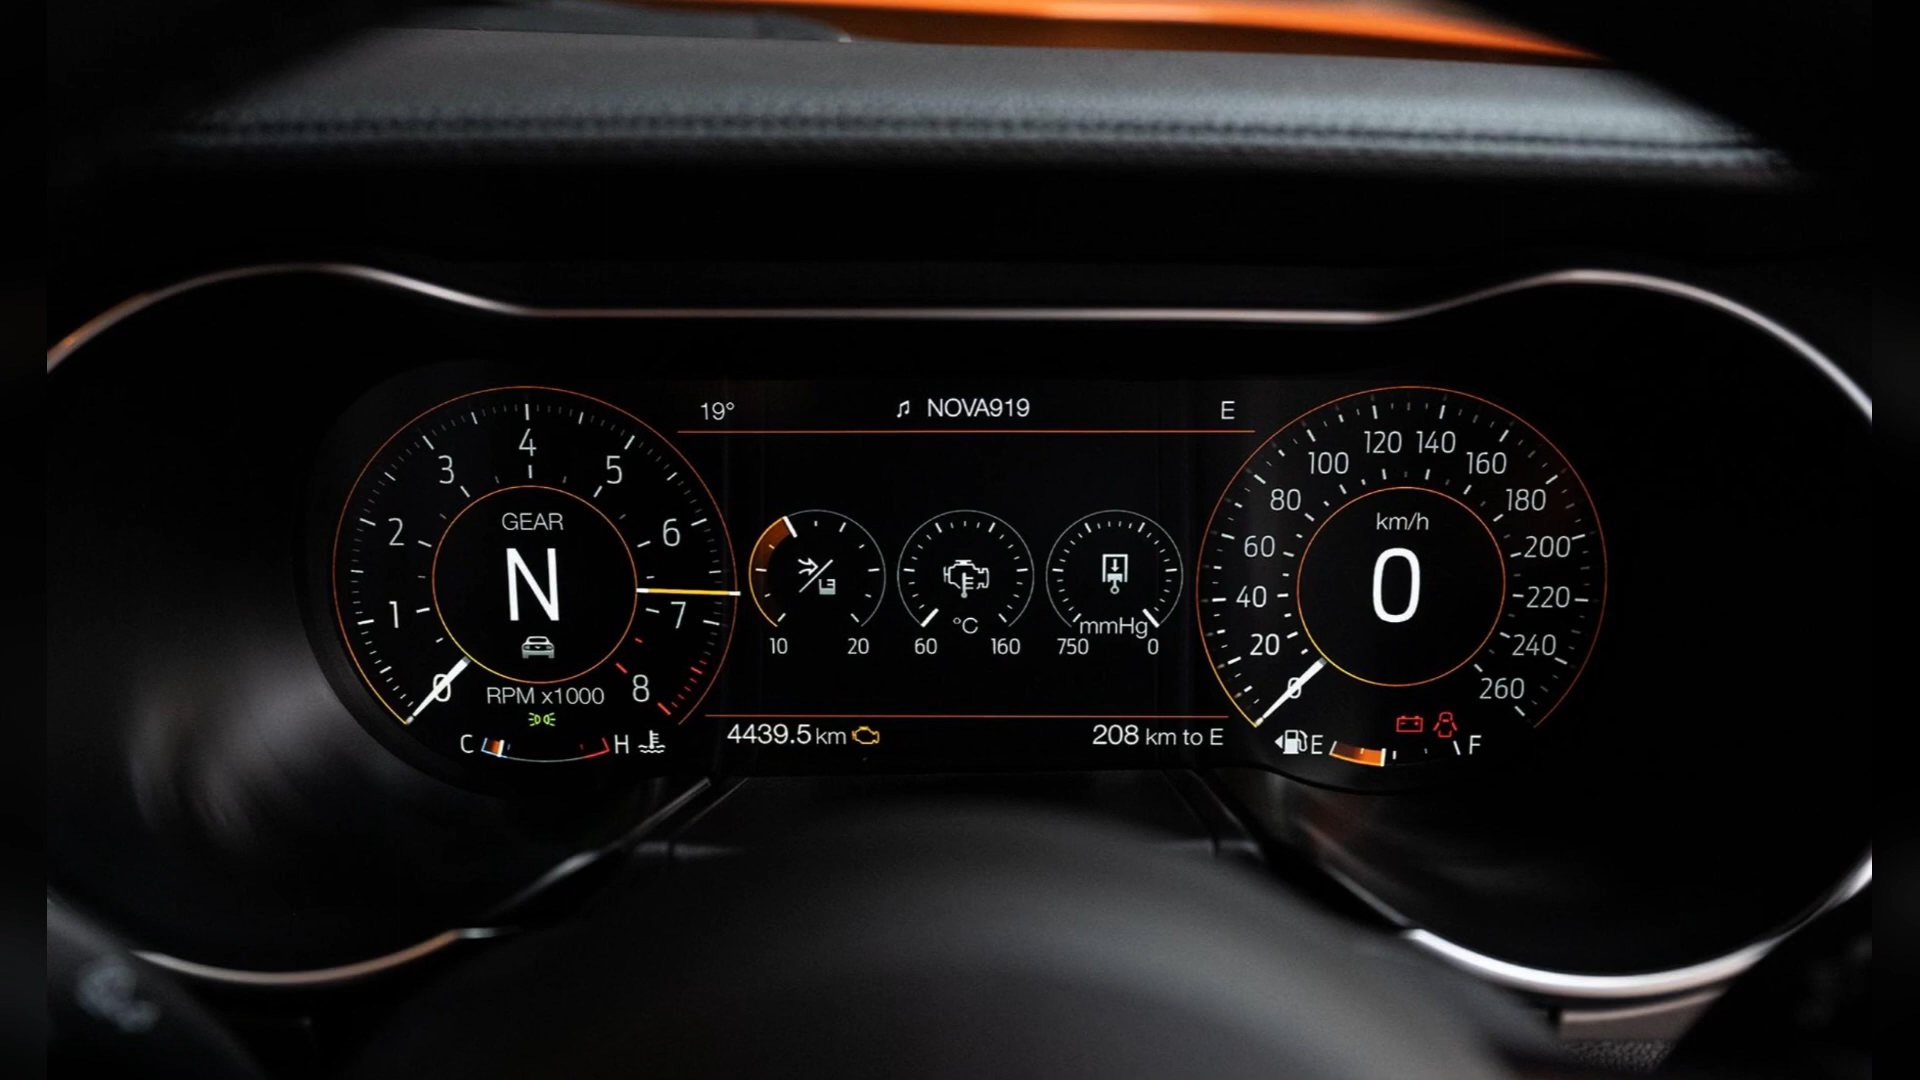 19° NOVA919 E
4
3 5
2 6
1 7
0 8
GEAR
N
RPM x1000
C H
10 20
°C
60 160
mmHg
750 0
4439.5 km 208 km to E
120 140
100 160
80 180
60 200
40 220
20 240
0 260
km/h
0
E F